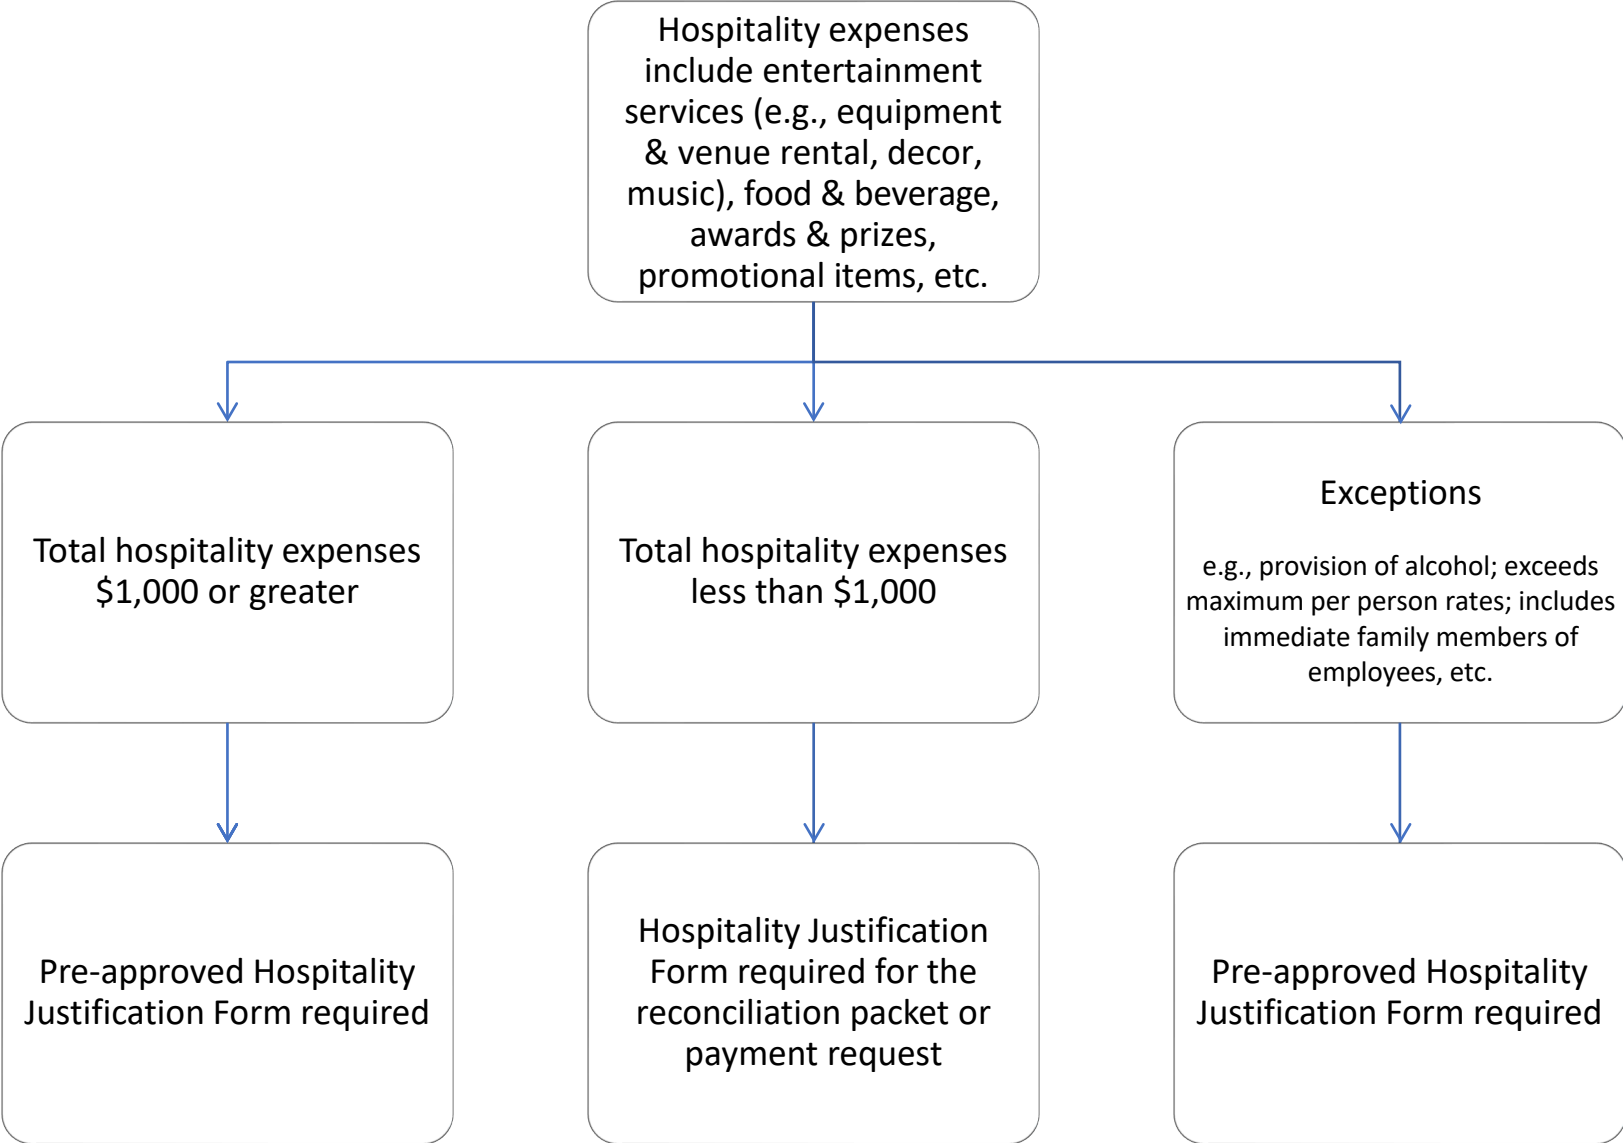 Hospitality expenses
include entertainment
services (e.g., equipment
& venue rental, decor,
music), food & beverage,
awards & prizes,
promotional items, etc.
Total hospitality expenses
$1,000 or greater
Total hospitality expenses
less than $1,000
Exceptions
e.g., provision of alcohol; exceeds
maximum per person rates; includes
immediate family members of
employees, etc.
Pre-approved Hospitality
Justification Form required
Hospitality Justification
Form required for the
reconciliation packet or
payment request
Pre-approved Hospitality
Justification Form required